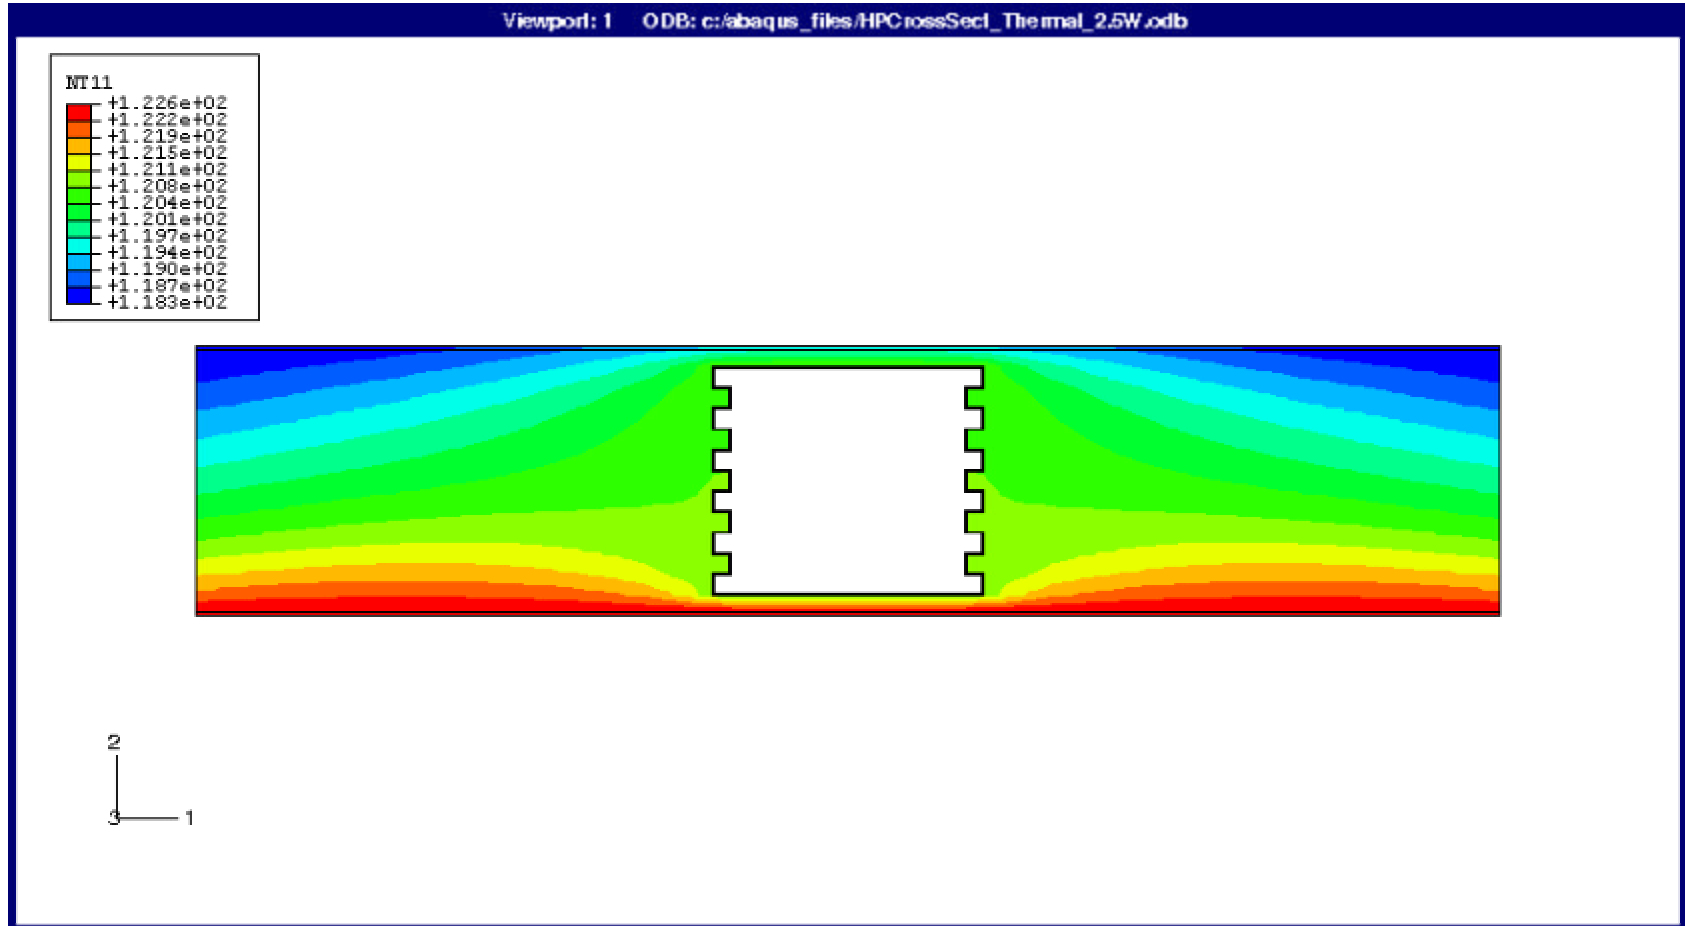 Viewport: 1 ODB: c:/abaqus_files/HPCrossSect_Thermal_2.5W.odb
NT11
+1.226e+02
+1.222e+02
+1.219e+02
+1.215e+02
+1.211e+02
+1.208e+02
+1.204e+02
+1.201e+02
+1.197e+02
+1.194e+02
+1.190e+02
+1.187e+02
+1.183e+02
2
3 1